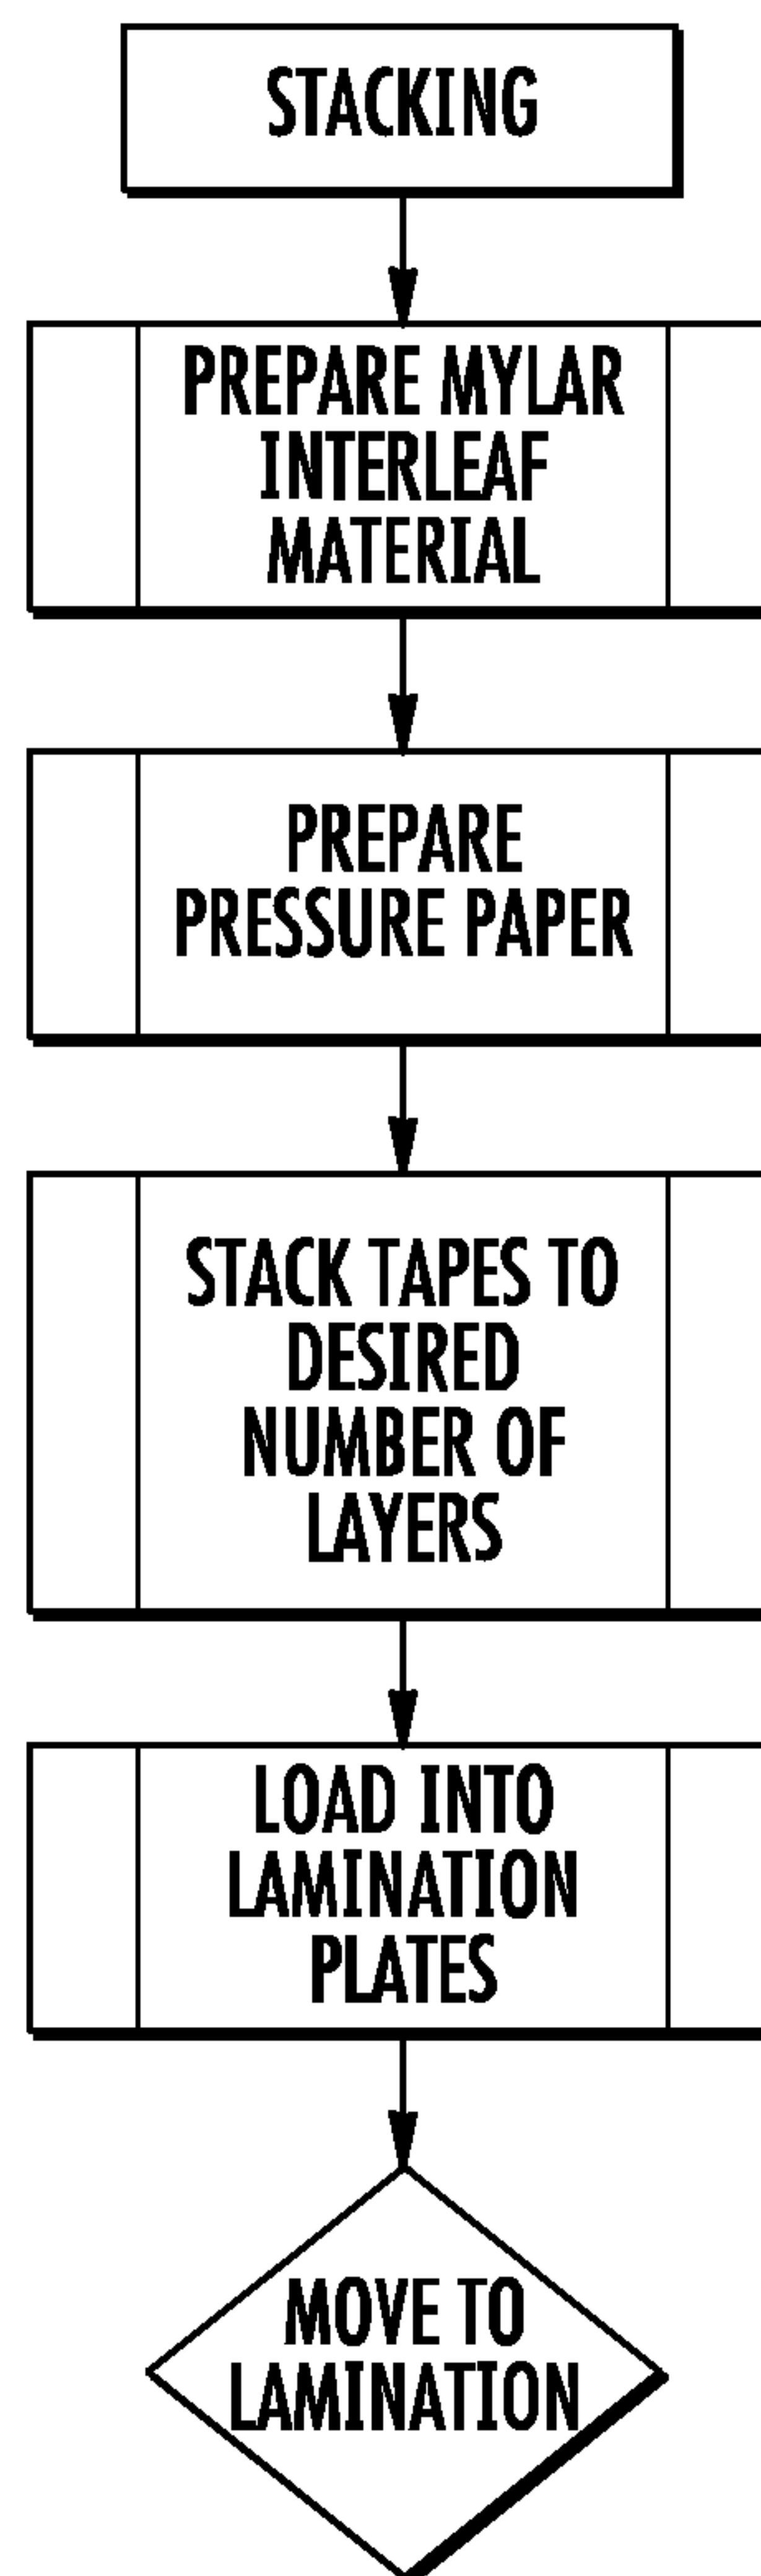 STACKING
PREPARE MYLAR
INTERLEAF
MATERIAL
PREPARE
PRESSURE PAPER
STACK TAPES TO
DESIRED
NUMBER OF
LAYERS
LOAD INTO
LAMINATION
PLATES
MOVE TO
LAMINATION